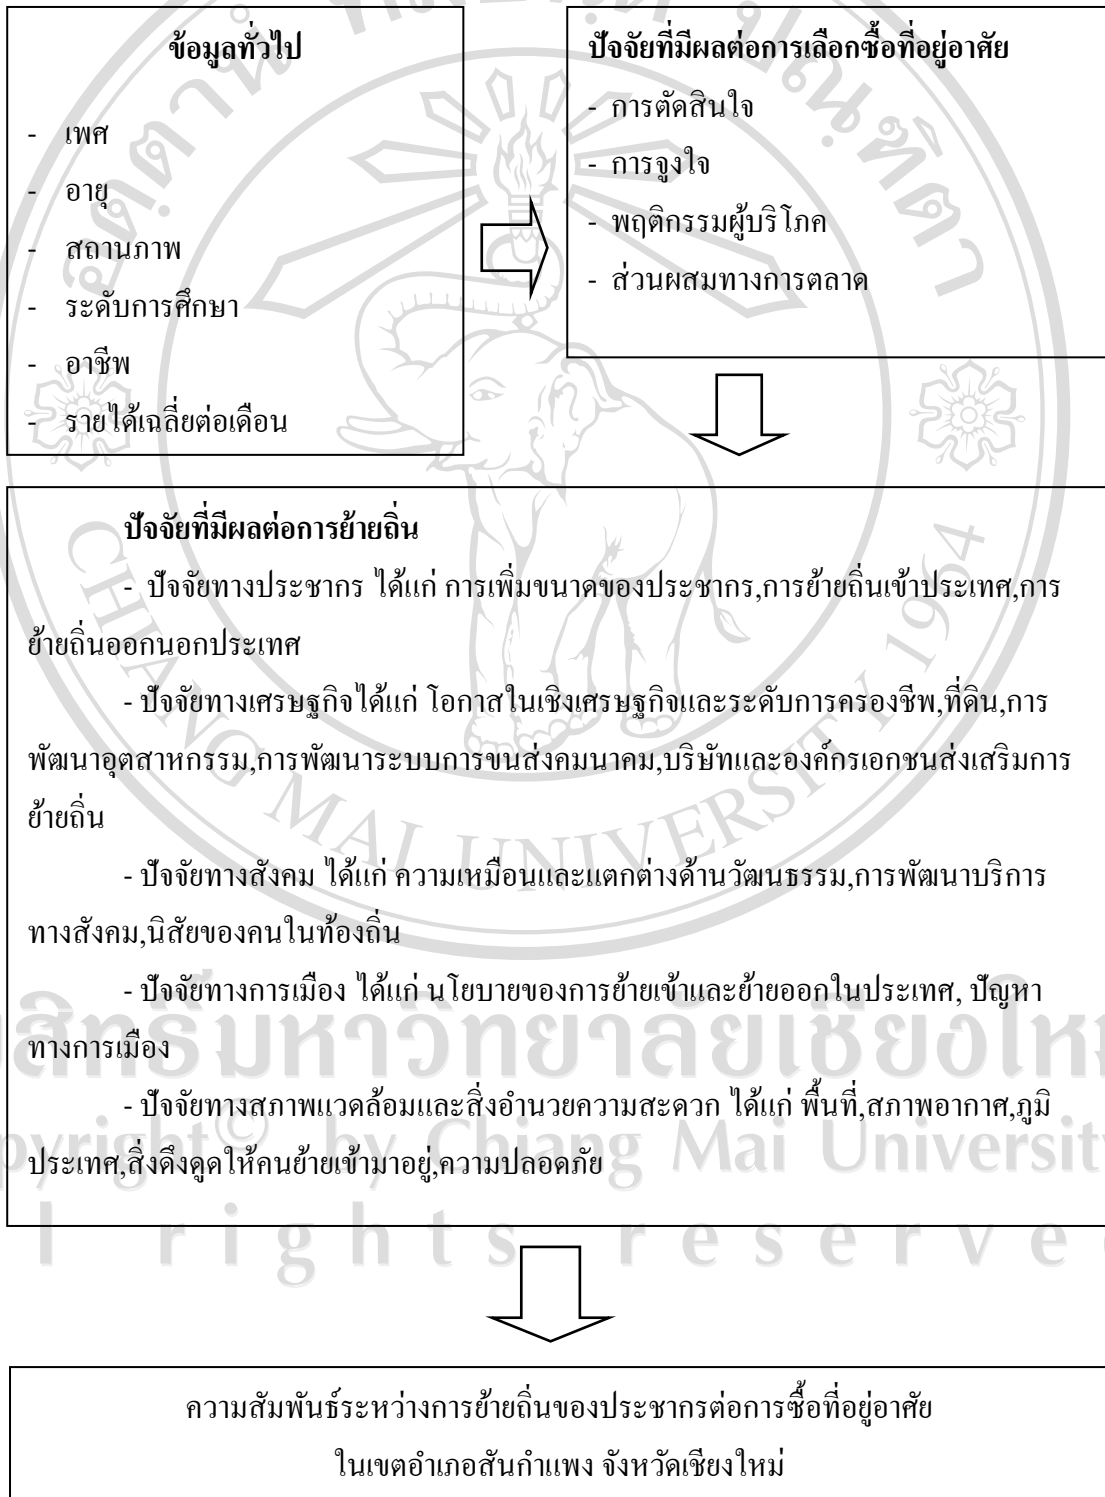 ข้อมูลทั่วไป
- เพศ
- อายุ
- สถานภาพ
- ระดับการศึกษา
- อาชีพ
- รายได้เฉลี่ยต่อเดือน
ปัจจัยที่มีผลต่อการเลือกซื้อที่อยู่อาศัย
- การตัดสินใจ
- การจูงใจ
- พฤติกรรมผู้บริโภค
- ส่วนผสมทางการตลาด
ปัจจัยที่มีผลต่อการย้ายถิ่น
- ปัจจัยทางประชากร ได้แก่ การเพิ่มขนาดของประชากร,การย้ายถิ่นเข้าประเทศ,การ
ย้ายถิ่นออกนอกประเทศ
- ปัจจัยทางเศรษฐกิจได้แก่ โอกาสในเชิงเศรษฐกิจและระดับการครองชีพ,ที่ดิน,การ
พัฒนาอุตสาหกรรม,การพัฒนาระบบการขนส่งคมนาคม,บริษัทและองค์กรเอกชนส่งเสริมการ
ย้ายถิ่น
- ปัจจัยทางสังคม ได้แก่ ความเหมือนและแตกต่างด้านวัฒนธรรม,การพัฒนาบริการ
ทางสังคม,นิสัยของคนในท้องถิ่น
- ปัจจัยทางการเมือง ได้แก่ นโยบายของการย้ายเข้าและย้ายออกในประเทศ, ปัญหา
ทางการเมือง
- ปัจจัยทางสภาพแวดล้อมและสิ่งอำนวยความสะดวก ได้แก่ พื้นที่,สภาพอากาศ,ภูมิ
ประเทศ,สิ่งดึงดูดให้คนย้ายเข้ามาอยู่,ความปลอดภัย
ความสัมพันธ์ระหว่างการย้ายถิ่นของประชากรต่อการซื้อที่อยู่อาศัย
ในเขตอำเภอสันกำแพง จังหวัดเชียงใหม่
CHIANG MAI UNIVERSITY 1964
สิทธิ์มหาวิทยาลัยเชียงให
pyright© by Chiang Mai Universit
l rights reserve